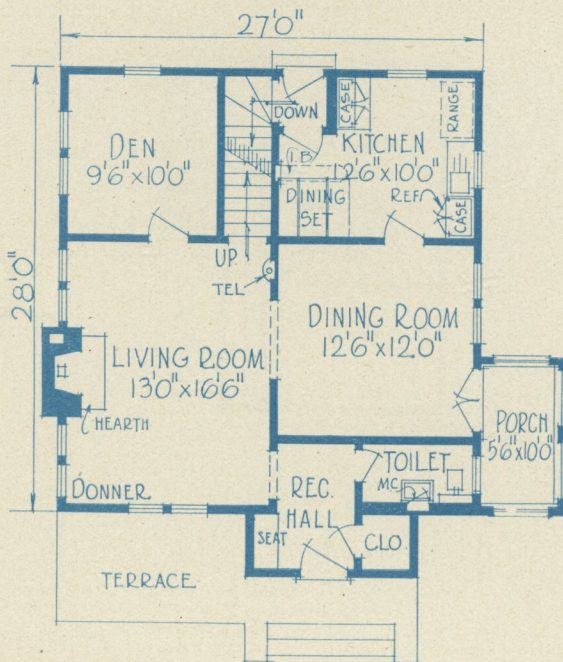 27'0"
28'0"
DEN
9'6"x10'0"
DOWN
CASE
KITCHEN
12'6"x10'0"
RANGE
I.B.
DINING
SET
REF.
CASE
UP.
TEL
LIVING ROOM
13'0"x16'6"
HEARTH
DINING ROOM
12'6"x12'0"
PORCH
5'6"x10'0"
DONNER
REC.
HALL
TOILET
MC.
SEAT
CLO.
TERRACE